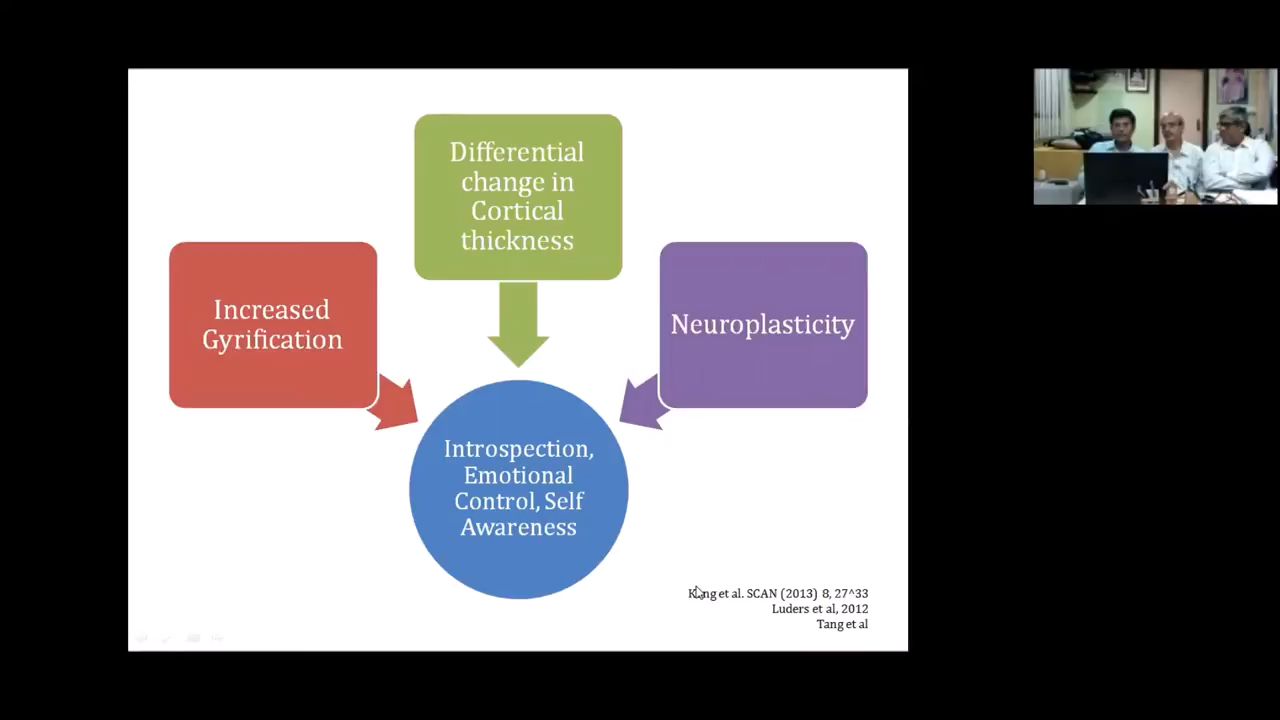 Differential
change in
Cortical
thickness
Increased
Gyrification
Neuroplasticity
Introspection,
Emotional
Control, Self
Awareness
et al. SCAN (2013) 8, 27^33
Luders et al, 2012
Tang et al